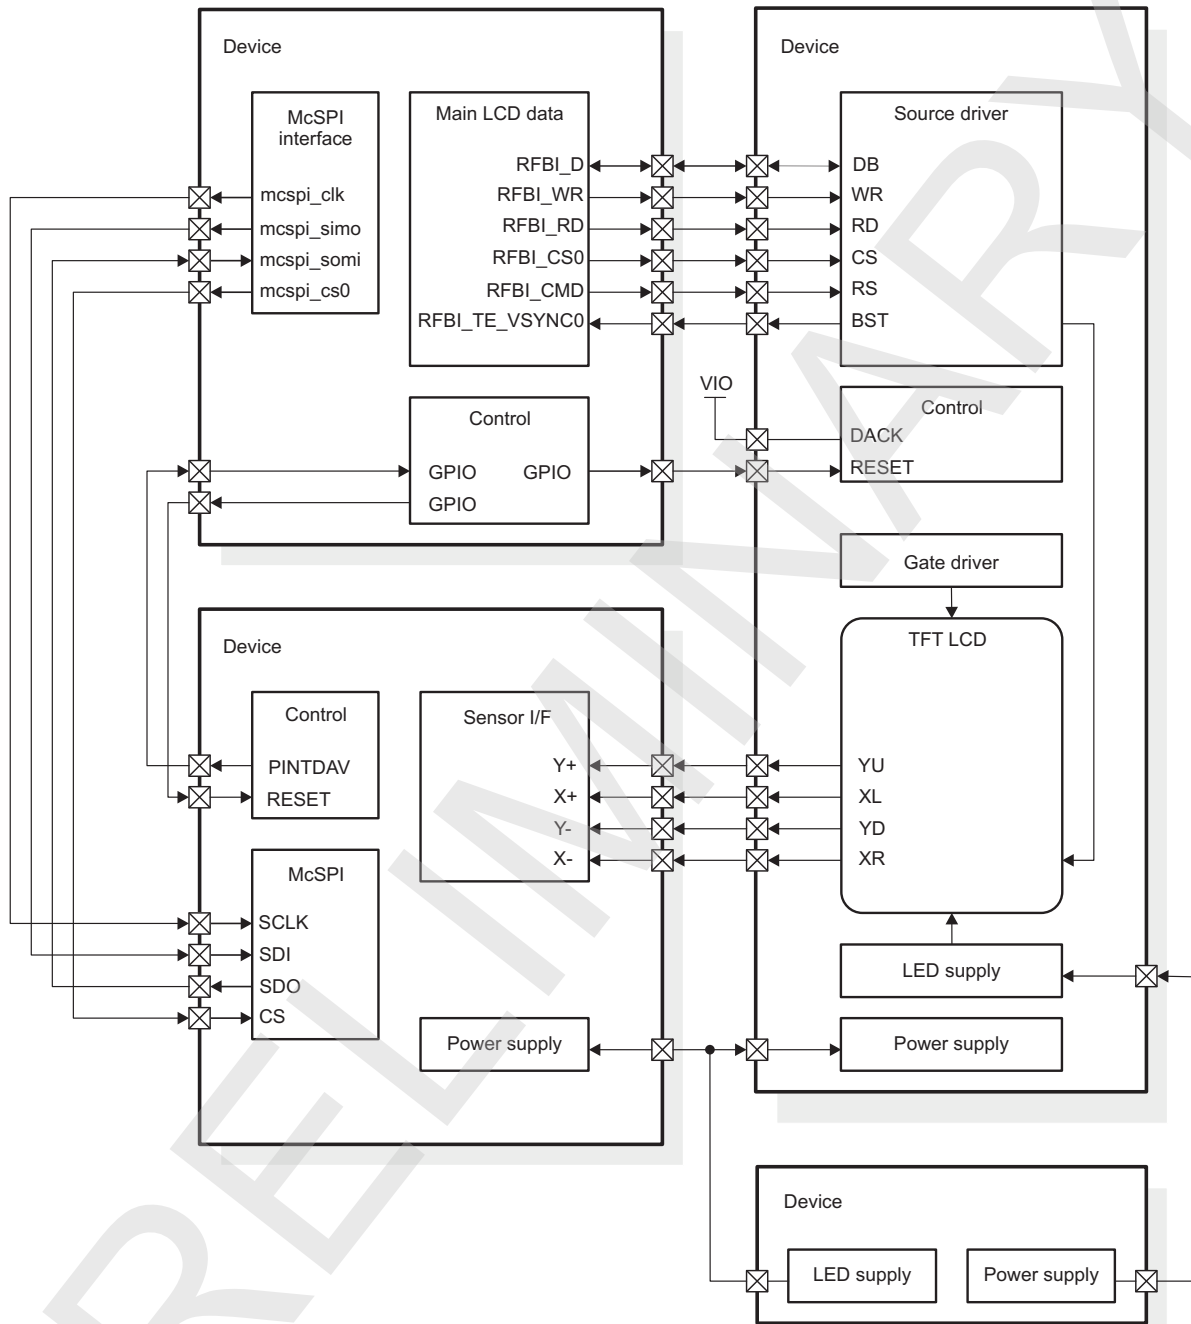 Device
McSPI
interface
mcspi_clk
mcspi_simo
mcspi_somi
mcspi_cs0
Main LCD data
RFBI_D
RFBI_WR
RFBI_RD
RFBI_CS0
RFBI_CMD
RFBI_TE_VSYNC0
Control
GPIO GPIO
GPIO
Device
Source driver
DB
WR
RD
CS
RS
BST
VIO
Control
DACK
RESET
Gate driver
TFT LCD
YU
XL
YD
XR
LED supply
Power supply
Device
Control
PINTDAV
RESET
Sensor I/F
Y+
X+
Y-
X-
McSPI
SCLK
SDI
SDO
CS
Power supply
Device
LED supply
Power supply
RELIMINARY